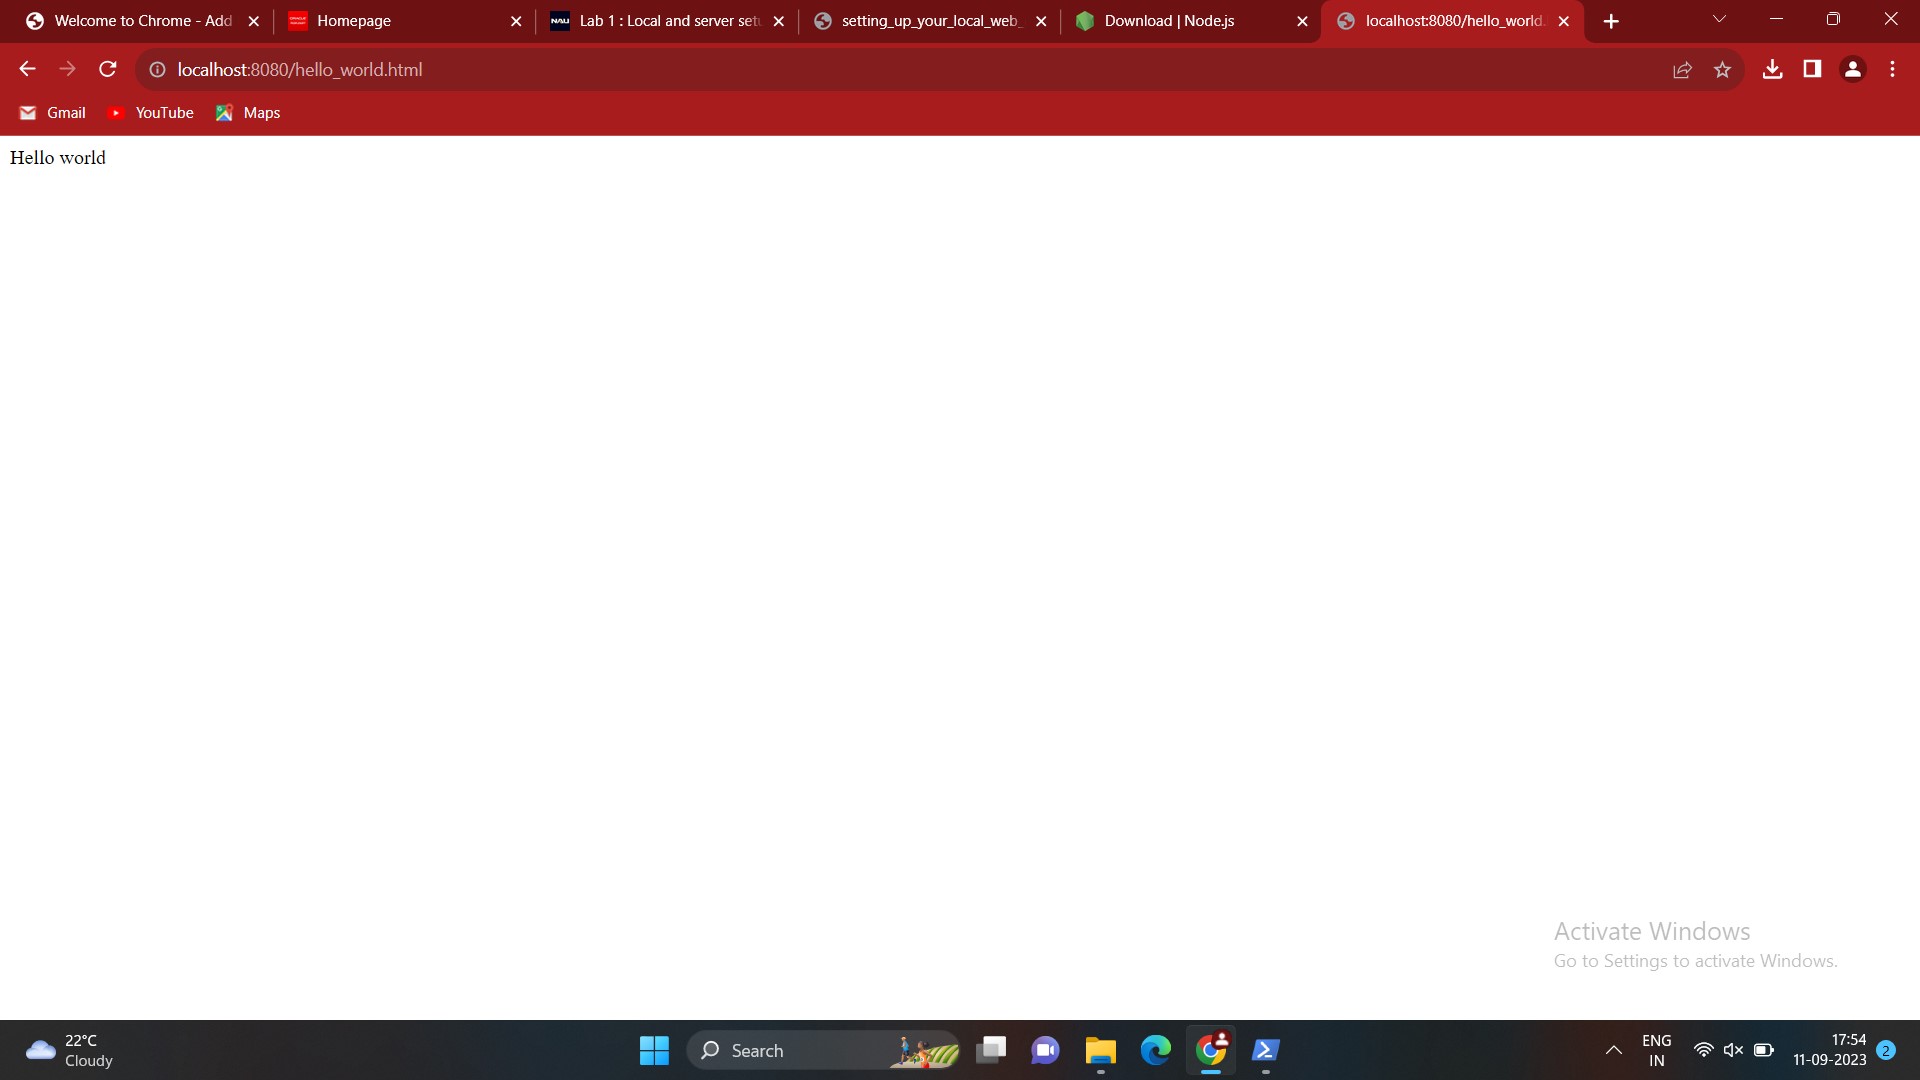 Welcome to Chrome - Add
Homepage
NAU
Lab 1 : Local and server setu
setting_up_your_local_web_
Download | Node.js
localhost:8080/hello_world.
localhost:8080/hello_world.html
Gmail
YouTube
Maps
Hello world
Activate Windows
Go to Settings to activate Windows.
22°C
Cloudy
Search
ENG
IN
17:54
11-09-2023
2